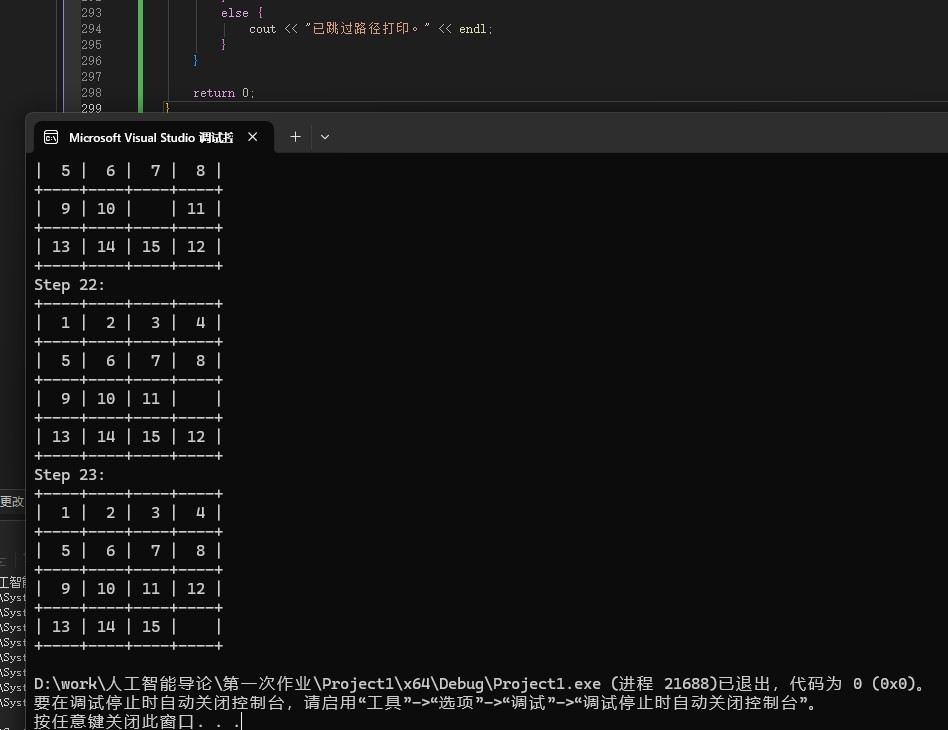 293 else {
294 cout << "已跳过路径打印。" << endl;
295 }
296 }
297
298 return 0;
299 }
Microsoft Visual Studio 调试控
| 5 | 6 | 7 | 8 |
+----+----+----+----+
| 9 | 10 | | 11 |
+----+----+----+----+
| 13 | 14 | 15 | 12 |
+----+----+----+----+
Step 22:
+----+----+----+----+
| 1 | 2 | 3 | 4 |
+----+----+----+----+
| 5 | 6 | 7 | 8 |
+----+----+----+----+
| 9 | 10 | 11 | |
+----+----+----+----+
| 13 | 14 | 15 | 12 |
+----+----+----+----+
Step 23:
+----+----+----+----+
| 1 | 2 | 3 | 4 |
+----+----+----+----+
| 5 | 6 | 7 | 8 |
+----+----+----+----+
| 9 | 10 | 11 | 12 |
+----+----+----+----+
| 13 | 14 | 15 | |
+----+----+----+----+
D:\work\人工智能导论\第一次作业\Project1\x64\Debug\Project1.exe (进程 21688)已退出，代码为 0 (0x0)。
要在调试停止时自动关闭控制台，请启用“工具”->“选项”->“调试”->“调试停止时自动关闭控制台”。
按任意键关闭此窗口. . .
更改
工智能
\Syst
\Syst
\Syst
\Syst
\Syst
\Syst
\Syst
\Syst